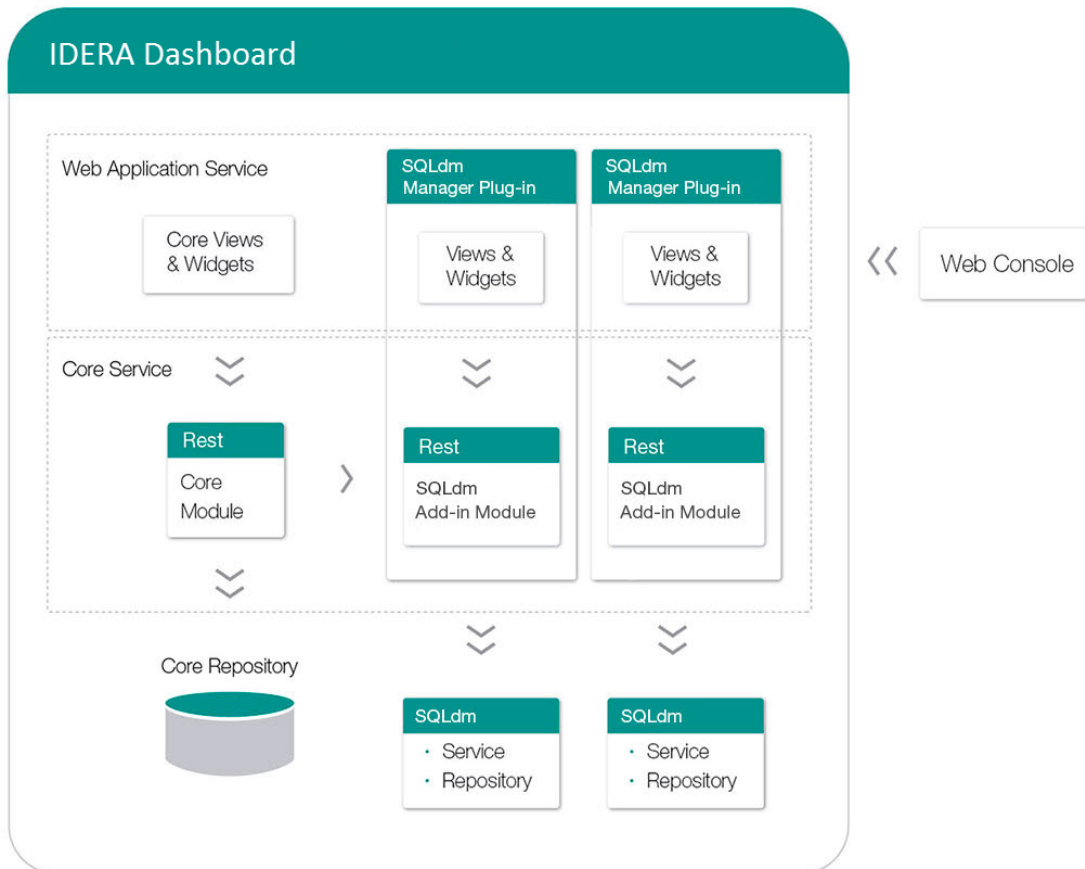 IDERA Dashboard
Web Application Service
Core Views
& Widgets
SQLdm
Manager Plug-in
Views &
Widgets
SQLdm
Manager Plug-in
Views &
Widgets
Web Console
Core Service
Rest
Core
Module
Rest
SQLdm
Add-in Module
Rest
SQLdm
Add-in Module
Core Repository
SQLdm
· Service
· Repository
SQLdm
· Service
· Repository